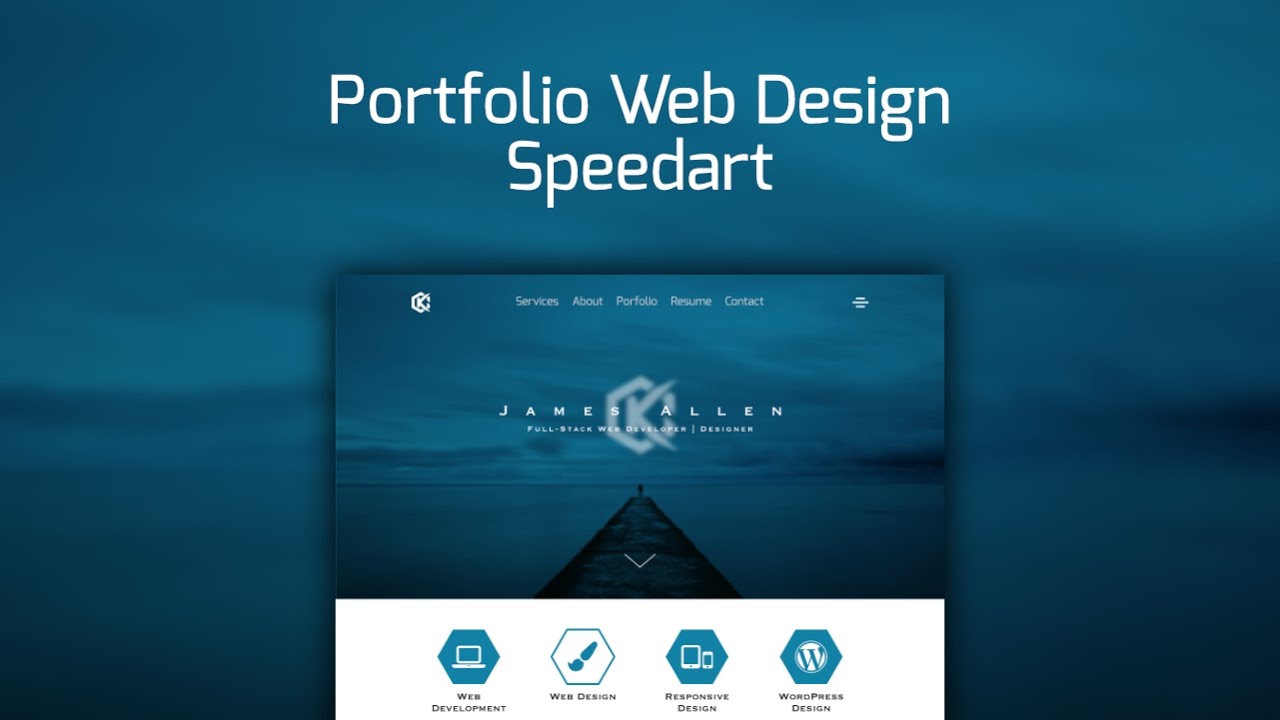 Portfolio Web Design
Speedart
Services About Porfolio Resume Contact
James Allen
Full-Stack Web Developer | Designer
Web
Development
Web Design
Responsive
Design
WordPress
Design